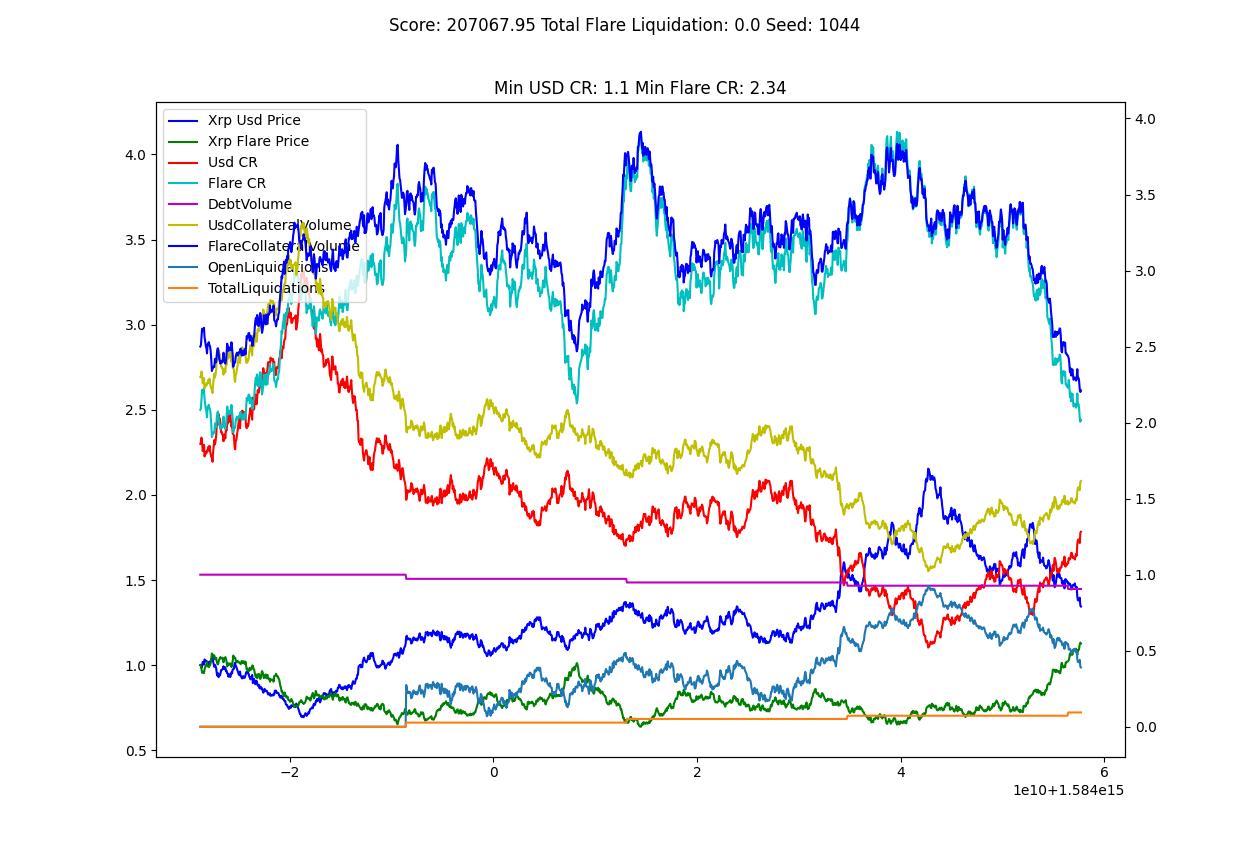 Score: 207067.95 Total Flare Liquidation: 0.0 Seed: 1044
Min USD CR: 1.1 Min Flare CR: 2.34
Xrp Usd Price
Xrp Flare Price
Usd CR
Flare CR
DebtVolume
UsdCollateralVolume
FlareCollateralVolume
OpenLiquidations
TotalLiquidations
4.0
3.5
3.0
2.5
2.0
1.5
1.0
0.5
4.0
3.5
3.0
2.5
2.0
1.5
1.0
0.5
0.0
−2 0 2 4 6
1e10+1.584e15